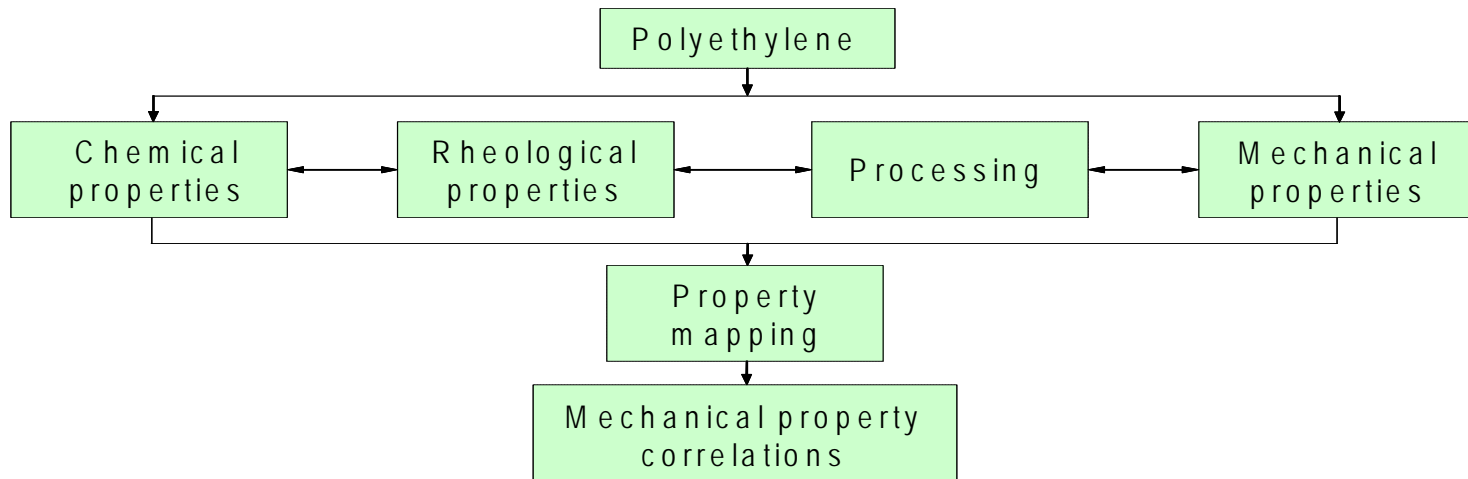 Polyethylene
Chemical
properties
Rheological
properties
Processing
Mechanical
properties
Property
mapping
Mechanical property
correlations